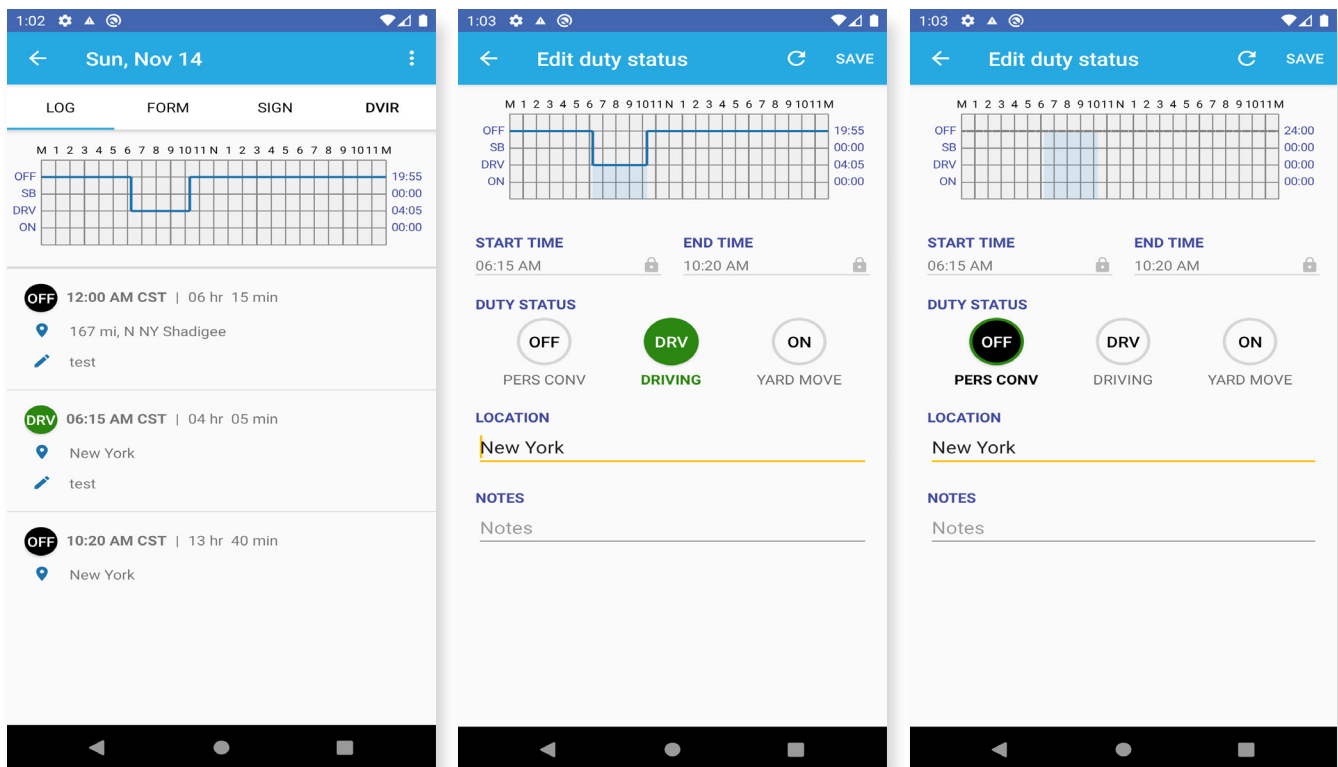 1:02
Sun, Nov 14
LOG FORM SIGN DVIR
M 1 2 3 4 5 6 7 8 9 10 11 N 1 2 3 4 5 6 7 8 9 10 11 M
OFF 19:55
SB 00:00
DRV 04:05
ON 00:00
OFF 12:00 AM CST | 06 hr 15 min
167 mi, N NY Shadigee
test
DRV 06:15 AM CST | 04 hr 05 min
New York
test
OFF 10:20 AM CST | 13 hr 40 min
New York
1:03
Edit duty status SAVE
M 1 2 3 4 5 6 7 8 9 10 11 N 1 2 3 4 5 6 7 8 9 10 11 M
OFF 19:55
SB 00:00
DRV 04:05
ON 00:00
START TIME END TIME
06:15 AM 10:20 AM
DUTY STATUS
OFF DRV ON
PERS CONV DRIVING YARD MOVE
LOCATION
New York
NOTES
Notes
1:03
Edit duty status SAVE
M 1 2 3 4 5 6 7 8 9 10 11 N 1 2 3 4 5 6 7 8 9 10 11 M
OFF 24:00
SB 00:00
DRV 00:00
ON 00:00
START TIME END TIME
06:15 AM 10:20 AM
DUTY STATUS
OFF DRV ON
PERS CONV DRIVING YARD MOVE
LOCATION
New York
NOTES
Notes